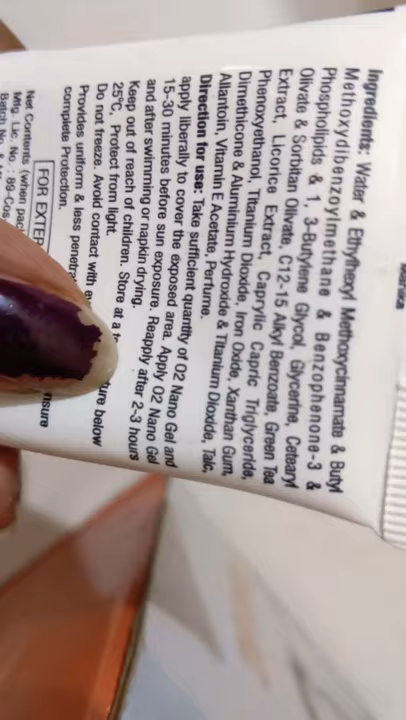 Ingredients: Water & Ethylhexyl Methoxycinnamate & Butyl
Methoxydibenzoylmethane & Benzophenone-3 &
Phospholipids & 1, 3-Butylene Glycol, Glycerine, Cetearyl
Olivate & Sorbitan Olivate, C12-15 Alkyl Benzoate, Green Tea
Extract, Licorice Extract, Caprylic Capric Triglyceride,
Phenoxyethanol, Titanium Dioxide, Iron Oxide, Xanthan Gum,
Dimethicone & Aluminium Hydroxide & Titanium Dioxide, Talc,
Allantoin, Vitamin E Acetate, Perfume.
Direction for use: Take sufficient quantity of O2 Nano Gel and
apply liberally to cover the exposed area. Apply O2 Nano Gel
15-30 minutes before sun exposure. Reapply after 2-3 hours
and after swimming or napkin drying.
Keep out of reach of children. Store at a below
25°C, Protect from light.
Do not freeze. Avoid contact with
Provides uniform & less
complete Protection.
FOR
Net Contents (when
Mfg. Lic. No. : 89-Cos
Batch No.